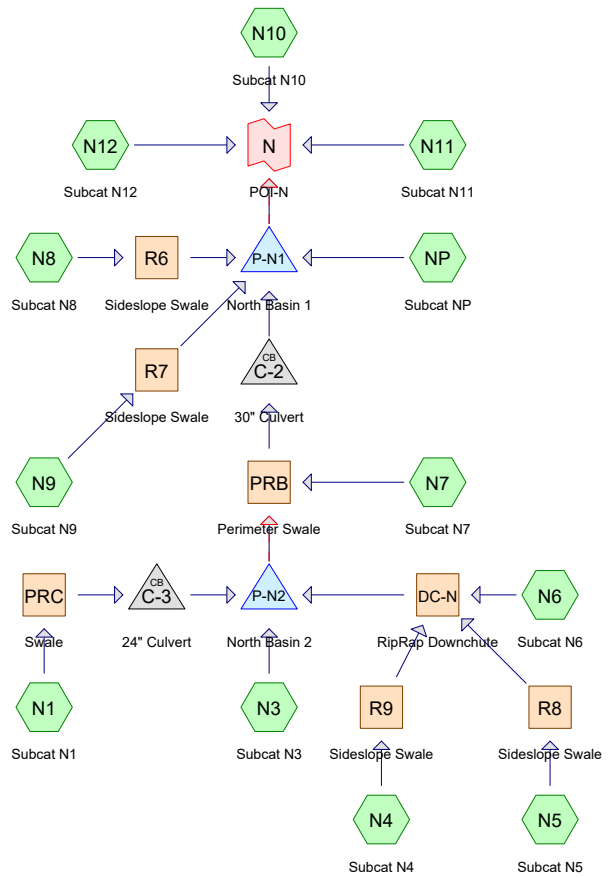 N10
Subcat N10
N12
N
N11
Subcat N12
POI-N
Subcat N11
N8
R6
P-N1
NP
Subcat N8
Sideslope Swale
North Basin 1
Subcat NP
R7
CB
C-2
Sideslope Swale
30" Culvert
N9
PRB
N7
Subcat N9
Perimeter Swale
Subcat N7
PRC
CB
C-3
P-N2
DC-N
N6
Swale
24" Culvert
North Basin 2
RipRap Downchute
Subcat N6
N1
N3
R9
R8
Subcat N1
Subcat N3
Sideslope Swale
Sideslope Swale
N4
N5
Subcat N4
Subcat N5